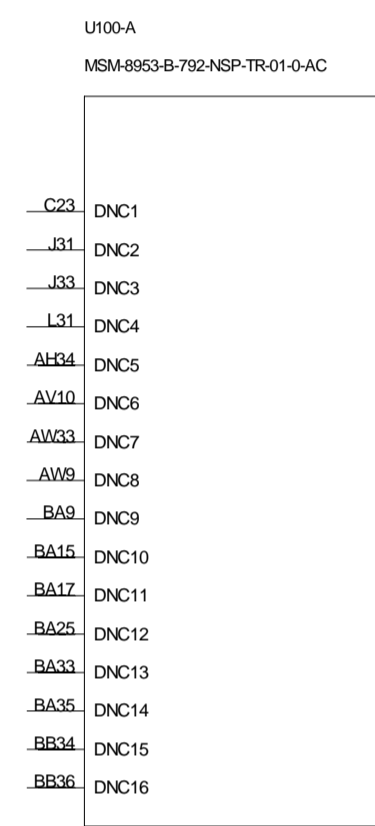 U100-A
MSM-8953-B-792-NSP-TR-01-0-AC
C23 DNC1
J31 DNC2
J33 DNC3
L31 DNC4
AH34 DNC5
AV10 DNC6
AW33 DNC7
AW9 DNC8
BA9 DNC9
BA15 DNC10
BA17 DNC11
BA25 DNC12
BA33 DNC13
BA35 DNC14
BB34 DNC15
BB36 DNC16